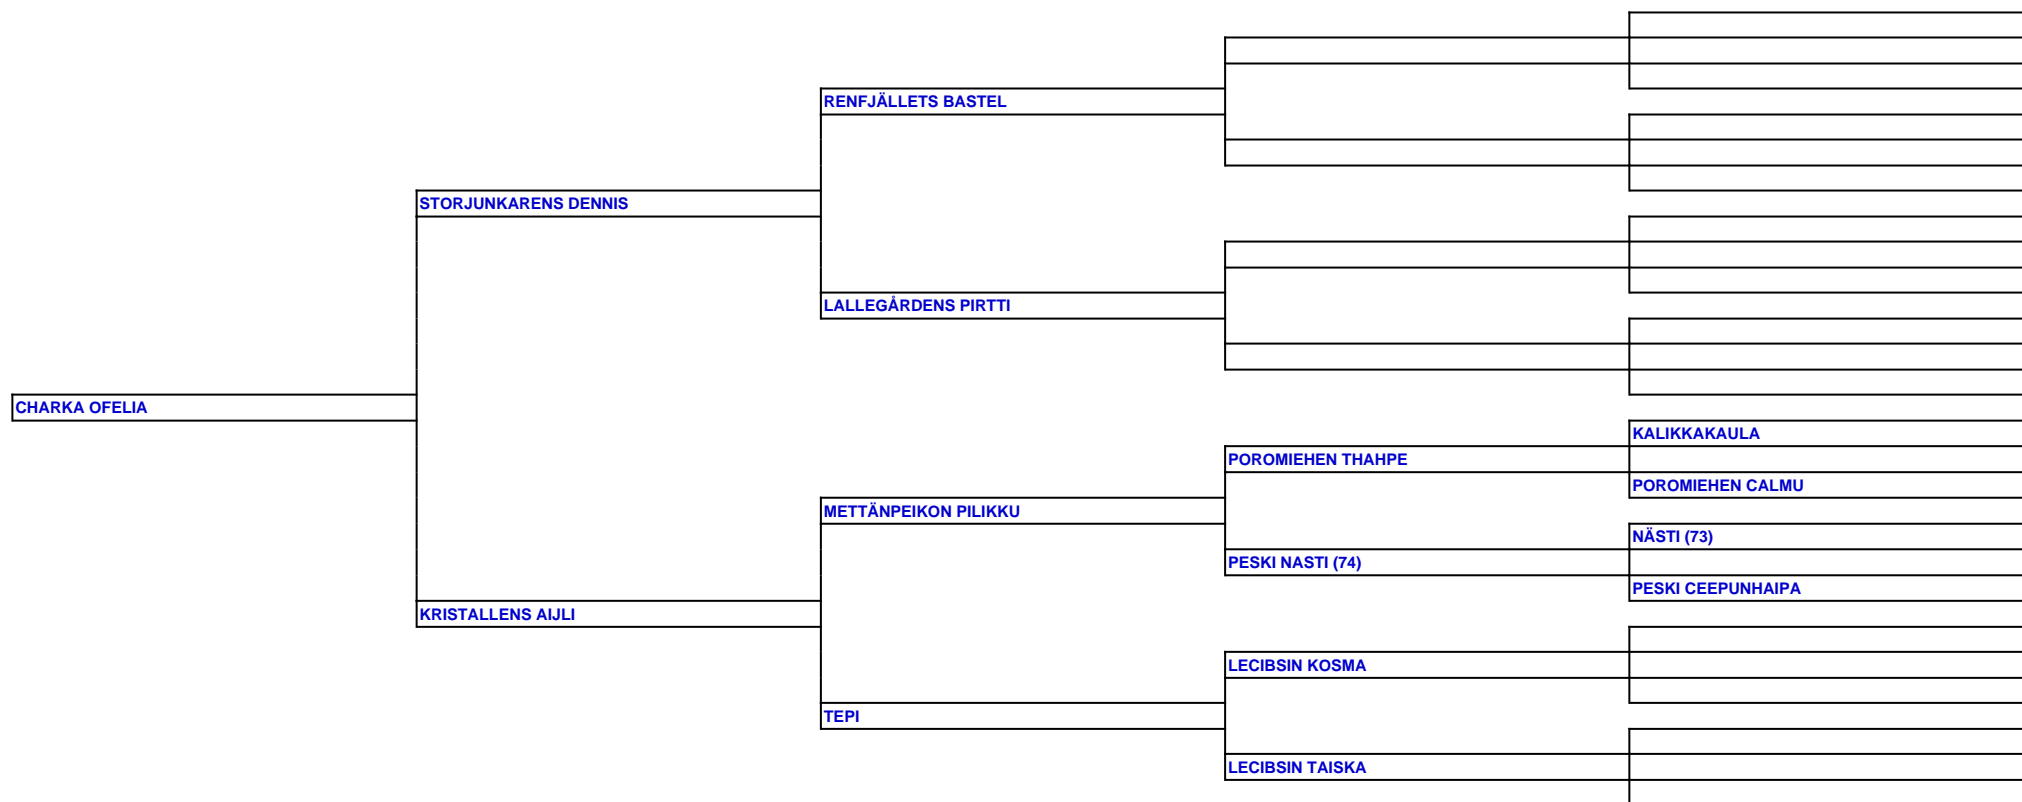 RENFJÄLLETS BASTEL
STORJUNKARENS DENNIS
LALLEGÅRDENS PIRTTI
CHARKA OFELIA
KALIKKAKAULA
POROMIEHEN THAHPE
POROMIEHEN CALMU
METTÄNPEIKON PILIKKU
NÄSTI (73)
PESKI NASTI (74)
PESKI CEEPUNHAIPA
KRISTALLENS AIJLI
LECIBSIN KOSMA
TEPI
LECIBSIN TAISKA